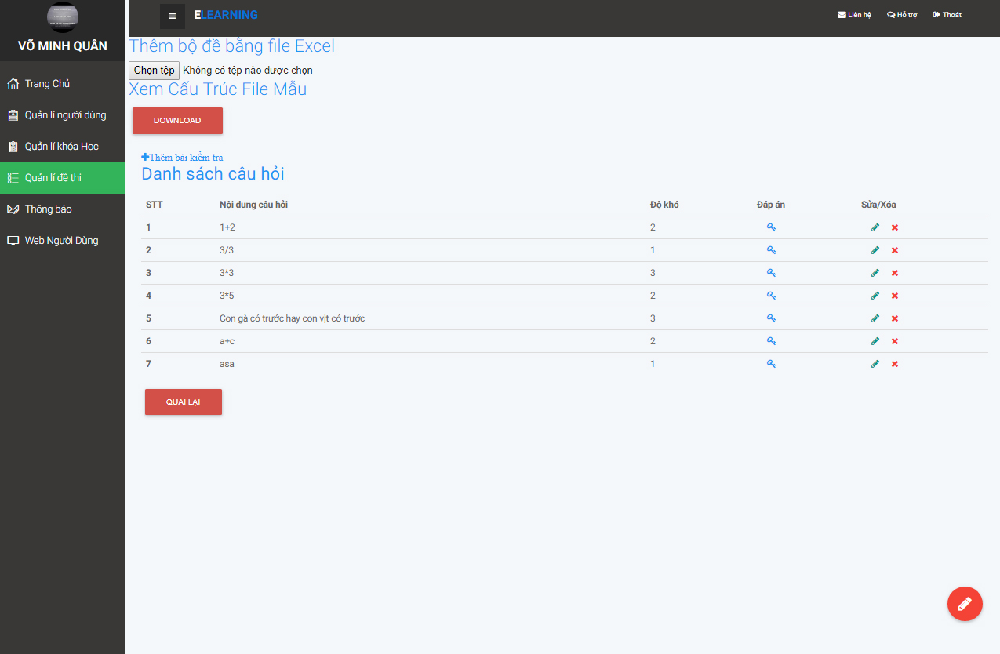 VÕ MINH QUÂN
Trang Chủ
Quản lí người dùng
Quản lí khóa Học
Quản lí đề thi
Thông báo
Web Người Dùng
ELEARNING
Liên hệ Hỗ trợ Thoát
Thêm bộ đề bằng file Excel
Chọn tệp Không có tệp nào được chọn
Xem Cấu Trúc File Mẫu
DOWNLOAD
Thêm bài kiểm tra
Danh sách câu hỏi
STT Nội dung câu hỏi Độ khó Đáp án Sửa/Xóa
1 1+2 2
2 3/3 1
3 3*3 3
4 3*5 2
5 Con gà có trước hay con vịt có trước 3
6 a+c 2
7 asa 1
QUAI LẠI